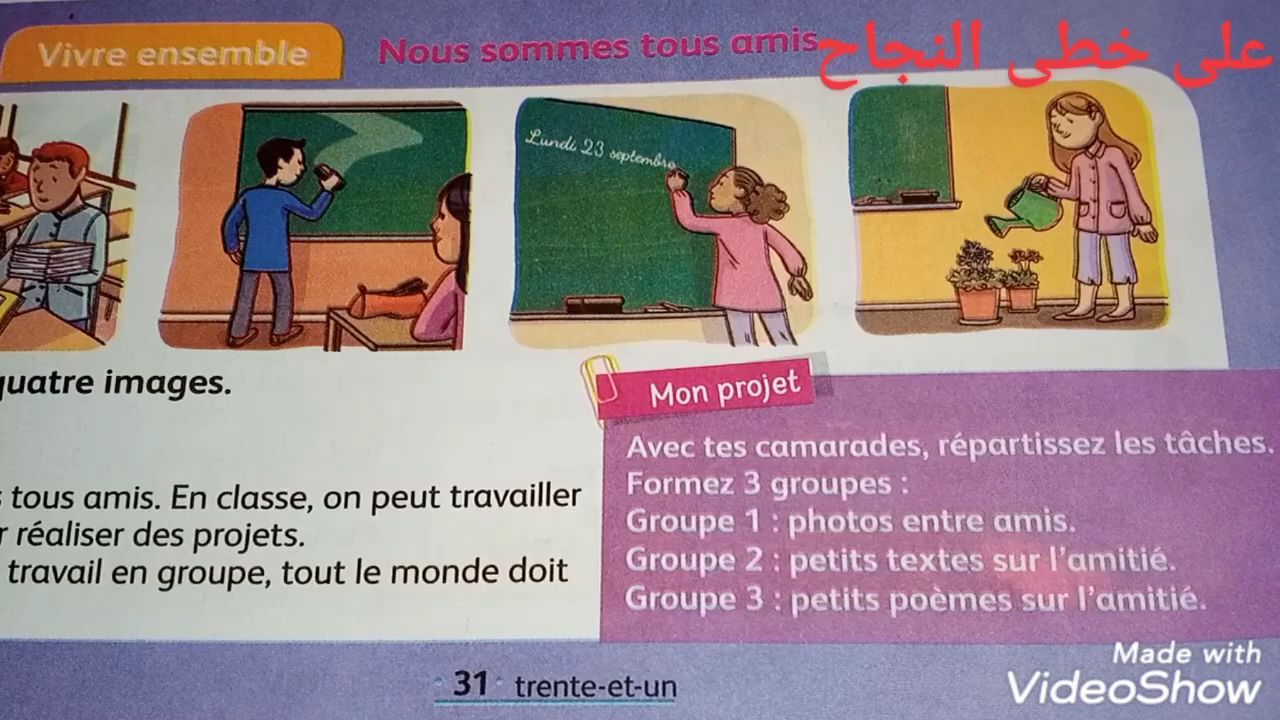 Vivre ensemble
Nous sommes tous amis
على خطى النجاح
Lundi 23 septembre
quatre images.
tous amis. En classe, on peut travailler
réaliser des projets.
travail en groupe, tout le monde doit
Mon projet
Avec tes camarades, répartissez les tâches.
Formez 3 groupes :
Groupe 1 : photos entre amis.
Groupe 2 : petits textes sur l'amitié.
Groupe 3 : petits poèmes sur l'amitié.
31 trente-et-un
Made with
VideoShow